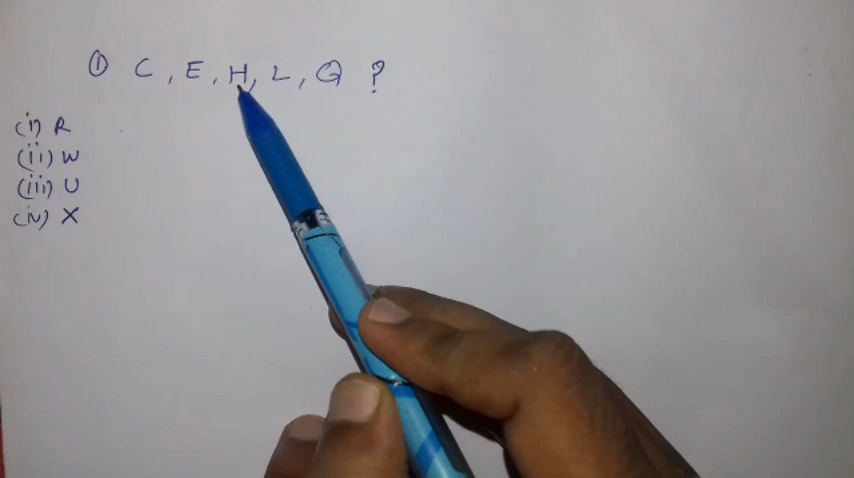 ① C, E, H, L, Q ?
(i) R
(ii) W
(iii) U
(iv) X